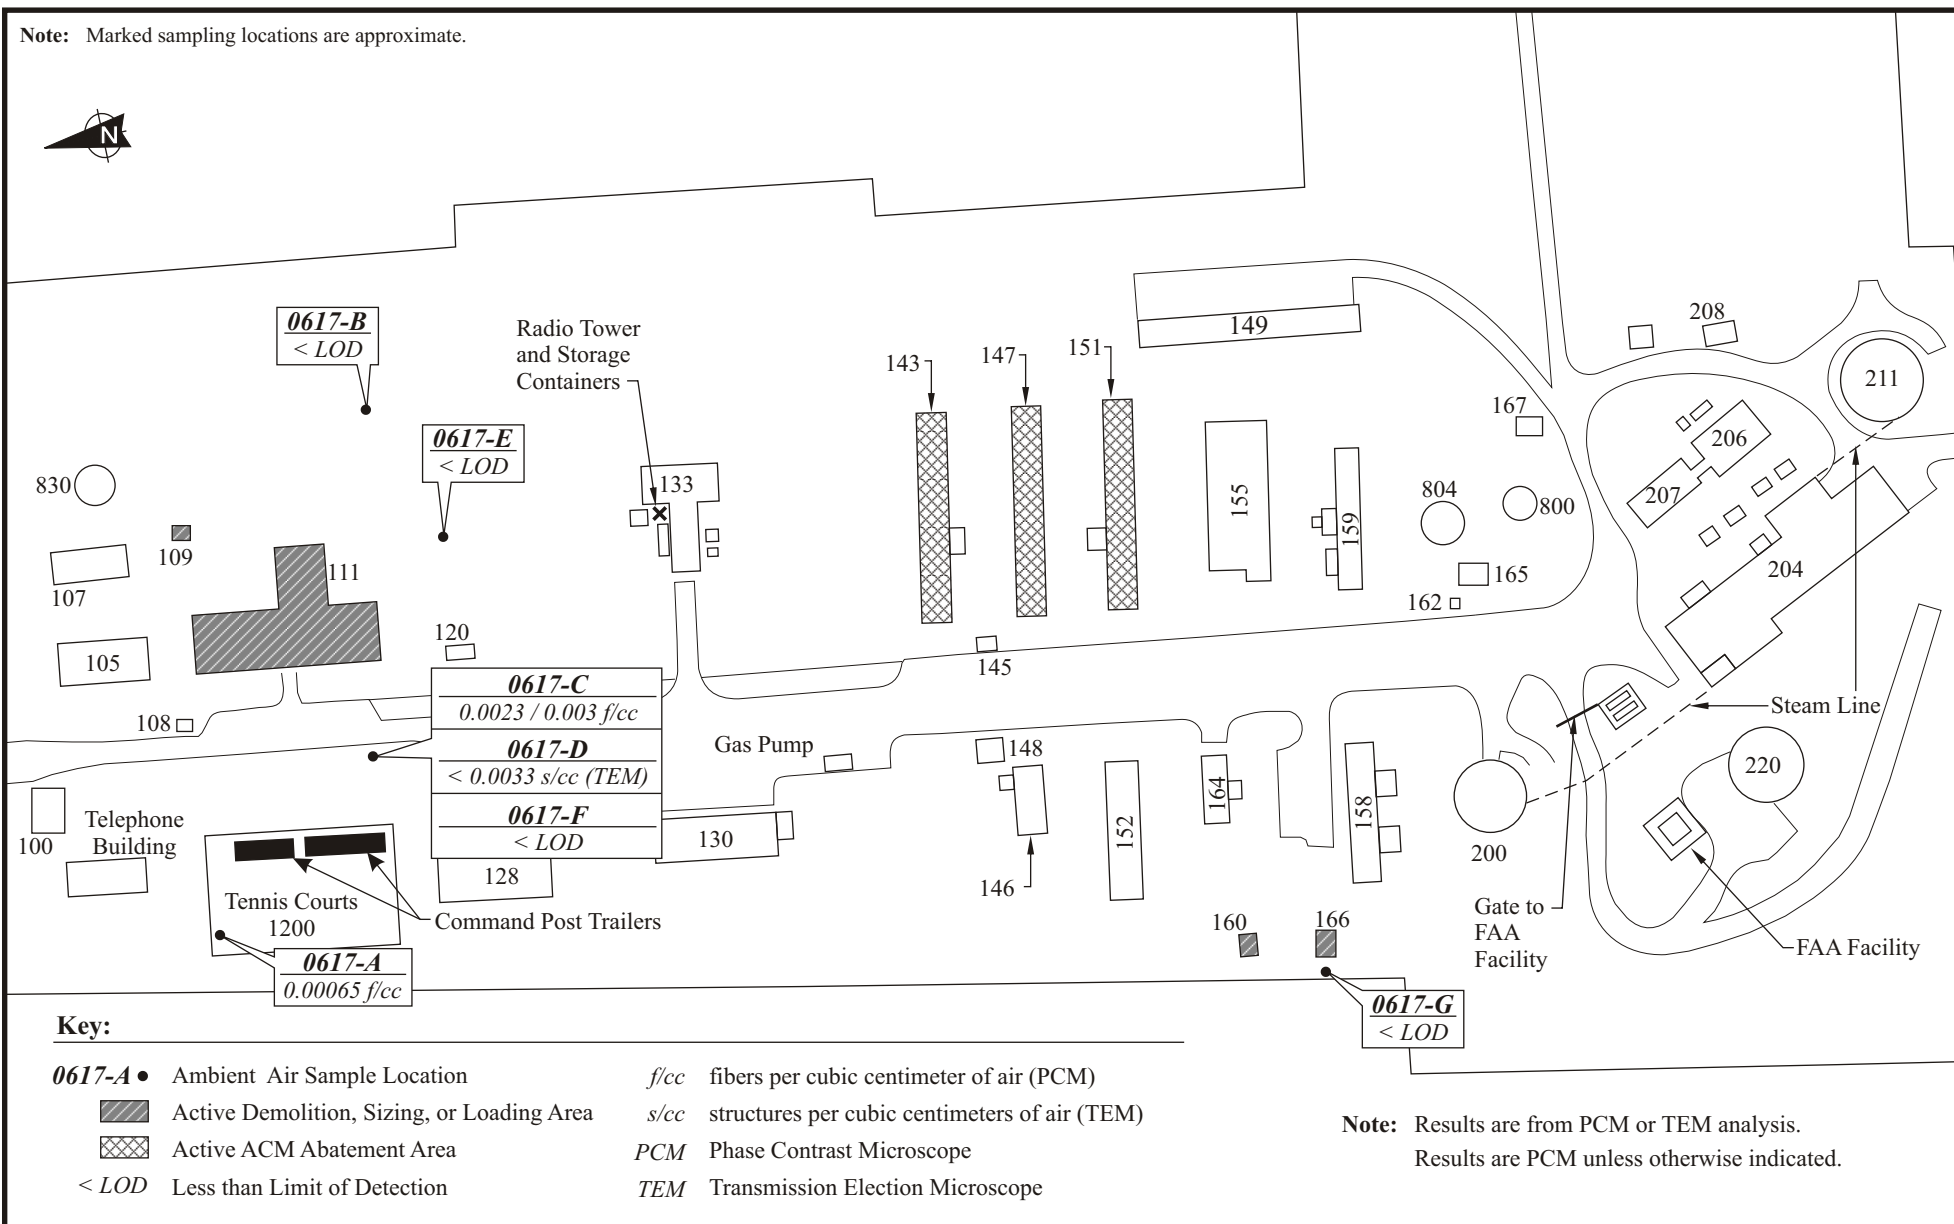 Note: Marked sampling locations are approximate.
N
0617-B
< LOD
0617-E
< LOD
Radio Tower
and Storage
Containers
133
143
147
151
149
155
159
167
804
800
165
162
208
211
206
207
204
830
109
107
111
105
120
108
145
0617-C
0.0023 / 0.003 f/cc
0617-D
< 0.0033 s/cc (TEM)
0617-F
< LOD
Gas Pump
148
146
152
164
158
200
220
Steam Line
100
Telephone
Building
130
128
Tennis Courts
1200
Command Post Trailers
0617-A
0.00065 f/cc
160
166
0617-G
< LOD
Gate to
FAA
Facility
FAA Facility
Key:
0617-A Ambient Air Sample Location
Active Demolition, Sizing, or Loading Area
Active ACM Abatement Area
< LOD Less than Limit of Detection
f/cc fibers per cubic centimeter of air (PCM)
s/cc structures per cubic centimeters of air (TEM)
PCM Phase Contrast Microscope
TEM Transmission Election Microscope
Note: Results are from PCM or TEM analysis.
Results are PCM unless otherwise indicated.